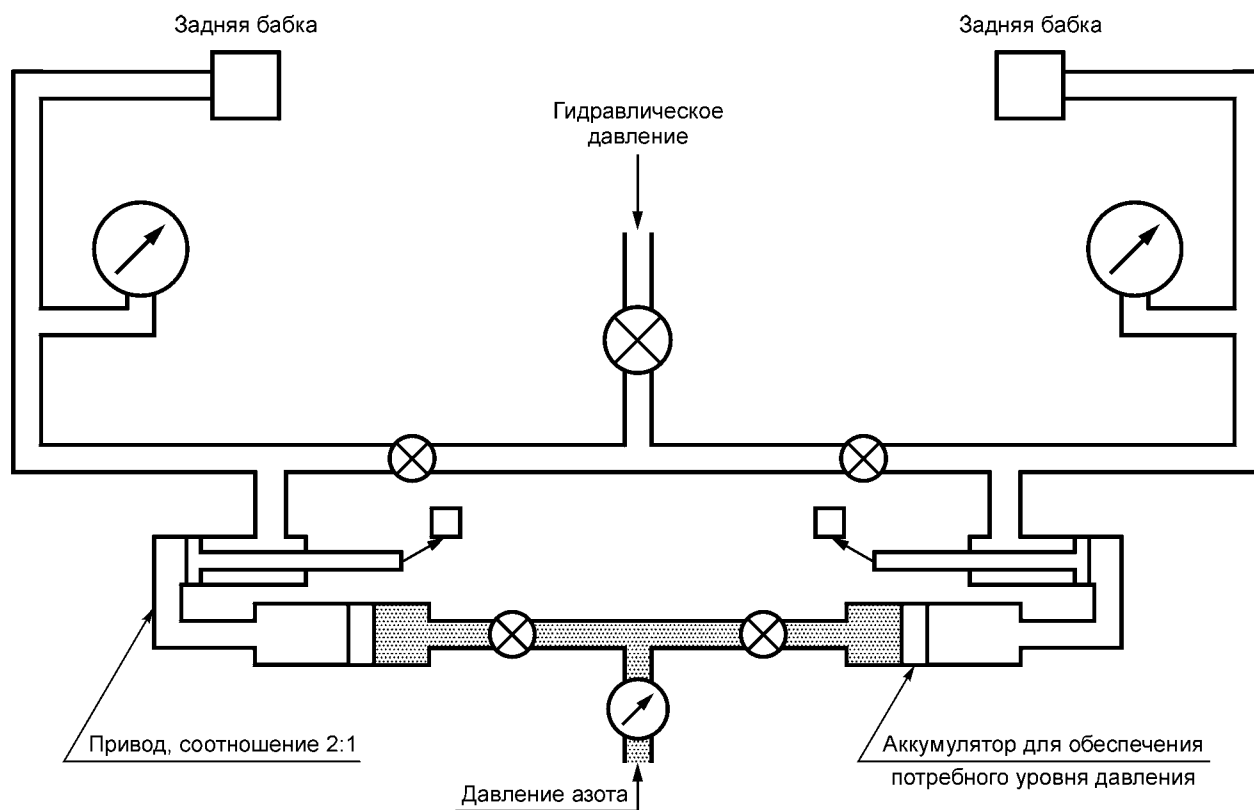 Задняя бабка
Задняя бабка
Гидравлическое
давление
Привод, соотношение 2:1
Аккумулятор для обеспечения
потребного уровня давления
Давление азота